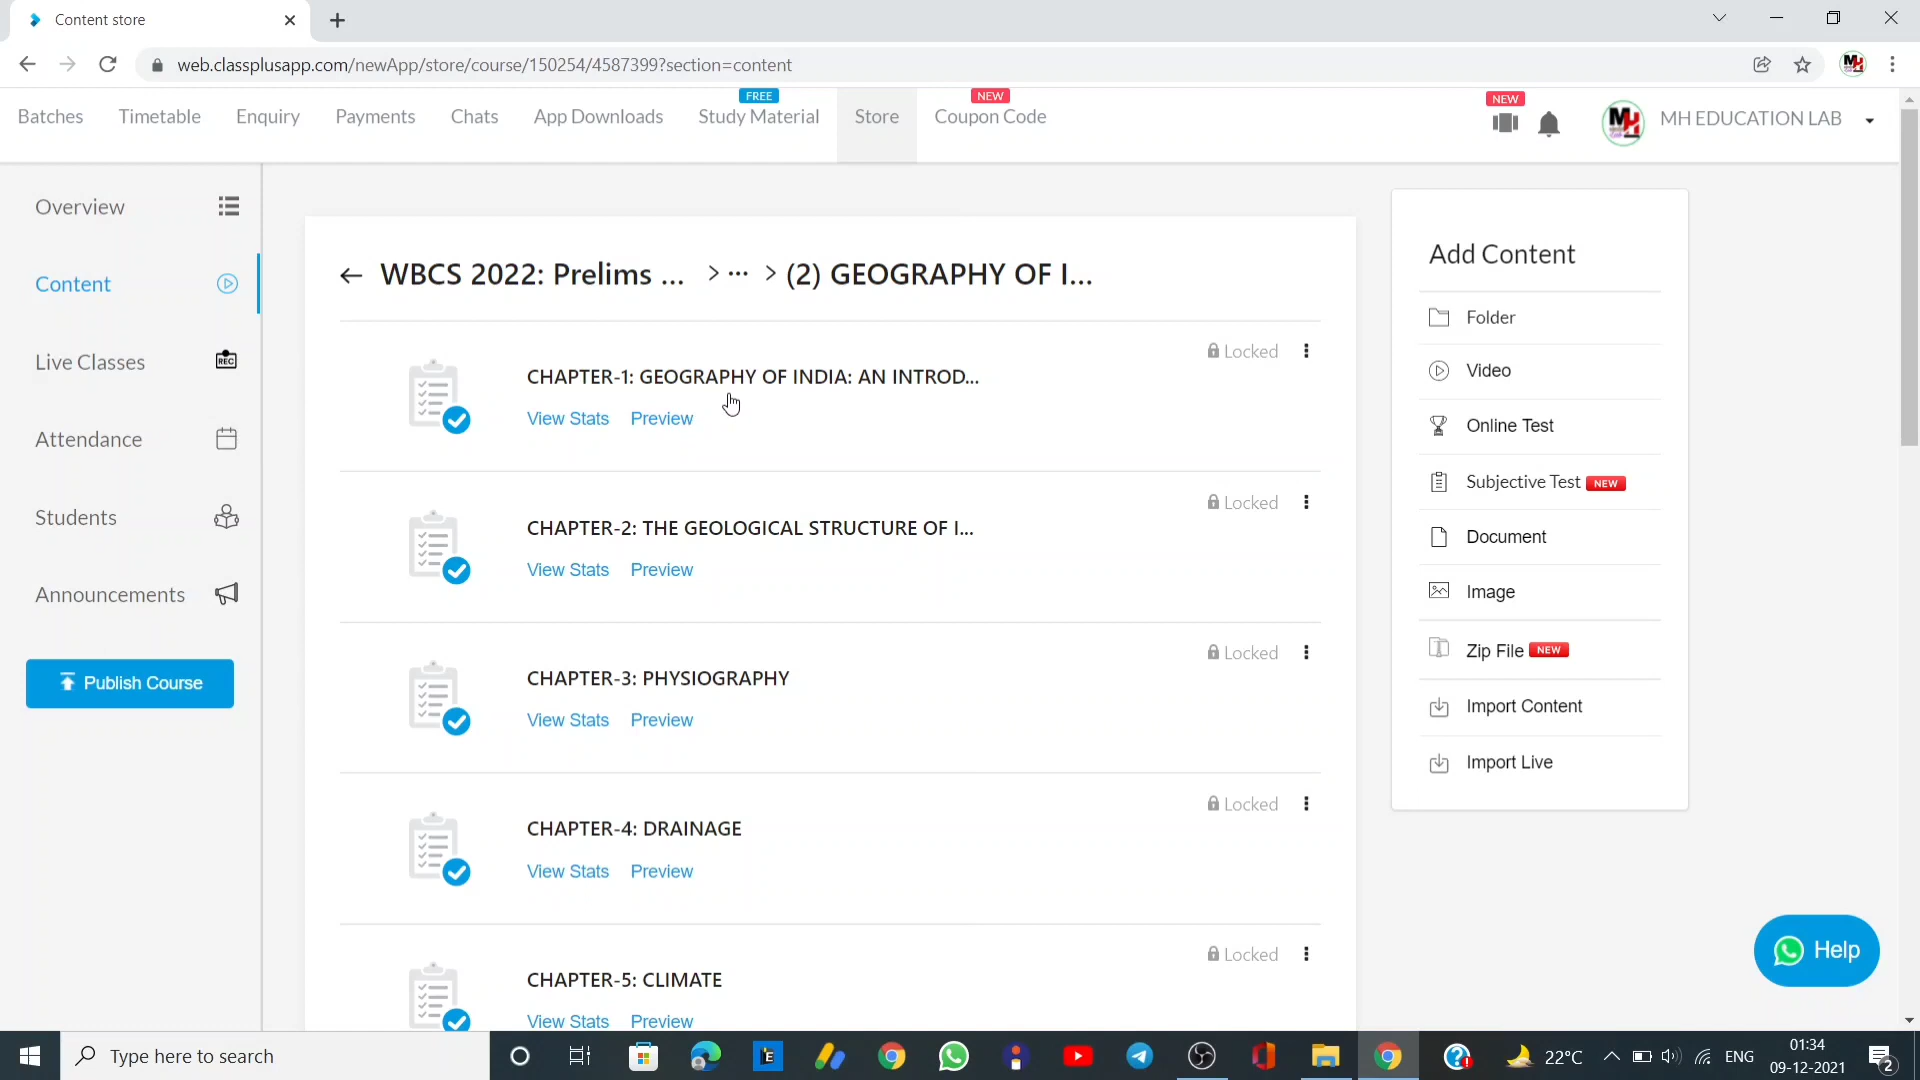 Content store
web.classplusapp.com/newApp/store/course/150254/4587399?section=content
FREE
NEW
NEW
Batches
Timetable
Enquiry
Payments
Chats
App Downloads
Study Material
Store
Coupon Code
MH EDUCATION LAB
Overview
Content
Live Classes
REC
Attendance
Students
Announcements
Publish Course
WBCS 2022: Prelims ... > ... > (2) GEOGRAPHY OF I...
Locked
CHAPTER-1: GEOGRAPHY OF INDIA: AN INTROD...
View Stats Preview
Locked
CHAPTER-2: THE GEOLOGICAL STRUCTURE OF I...
View Stats Preview
Locked
CHAPTER-3: PHYSIOGRAPHY
View Stats Preview
Locked
CHAPTER-4: DRAINAGE
View Stats Preview
Locked
CHAPTER-5: CLIMATE
View Stats Preview
Add Content
Folder
Video
Online Test
Subjective Test NEW
Document
Image
Zip File NEW
Import Content
Import Live
Help
Type here to search
22°C
ENG
01:34
09-12-2021
2